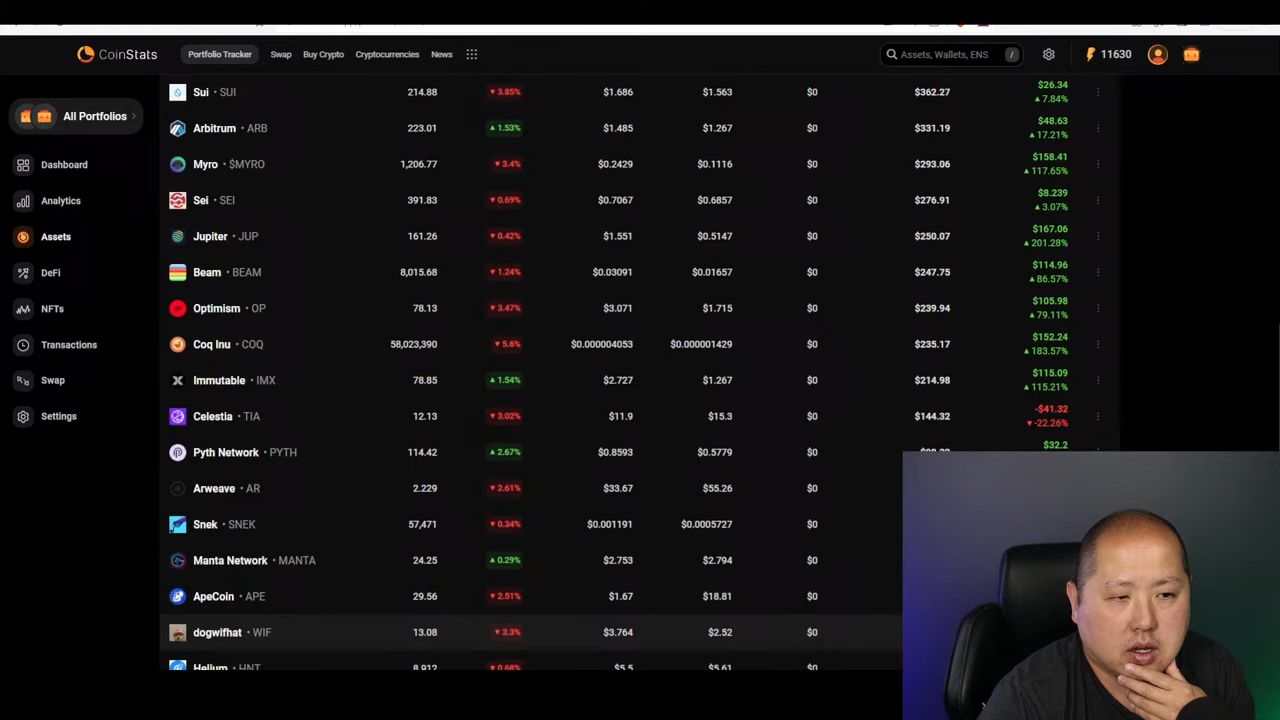 CoinStats Portfolio Tracker Swap Buy Crypto Cryptocurrencies News Assets, Wallets, ENS / 11630
All Portfolios
Dashboard
Analytics
Assets
DeFi
NFTs
Transactions
Swap
Settings
Sui • SUI 214.88 ▼ 3.85% $1.686 $1.563 $0 $362.27 $26.34
▲ 7.84%
Arbitrum • ARB 223.01 ▲ 1.53% $1.485 $1.267 $0 $331.19 $48.63
▲ 17.21%
Myro • $MYRO 1,206.77 ▼ 3.4% $0.2429 $0.1116 $0 $293.06 $158.41
▲ 117.65%
Sei • SEI 391.83 ▼ 0.69% $0.7067 $0.6857 $0 $276.91 $8.239
▲ 3.07%
Jupiter • JUP 161.26 ▼ 0.42% $1.551 $0.5147 $0 $250.07 $167.06
▲ 201.28%
Beam • BEAM 8,015.68 ▼ 1.24% $0.03091 $0.01657 $0 $247.75 $114.96
▲ 86.57%
Optimism • OP 78.13 ▼ 3.47% $3.071 $1.715 $0 $239.94 $105.98
▲ 79.11%
Coq Inu • COQ 58,023,390 ▼ 5.6% $0.000004053 $0.000001429 $0 $235.17 $152.24
▲ 183.57%
Immutable • IMX 78.85 ▲ 1.54% $2.727 $1.267 $0 $214.98 $115.09
▲ 115.21%
Celestia • TIA 12.13 ▼ 3.02% $11.9 $15.3 $0 $144.32 -$41.32
▼ -22.26%
Pyth Network • PYTH 114.42 ▲ 2.67% $0.8593 $0.5779 $0 $32.2
Arweave • AR 2.229 ▼ 2.61% $33.67 $55.26 $0
Snek • SNEK 57,471 ▼ 0.34% $0.001191 $0.0005727 $0
Manta Network • MANTA 24.25 ▲ 0.29% $2.753 $2.794 $0
ApeCoin • APE 29.56 ▼ 2.51% $1.67 $18.81 $0
dogwifhat • WIF 13.08 ▼ 3.3% $3.764 $2.52 $0
Helium • HNT 8.912 ▼ 0.68% $5.5 $5.61 $0